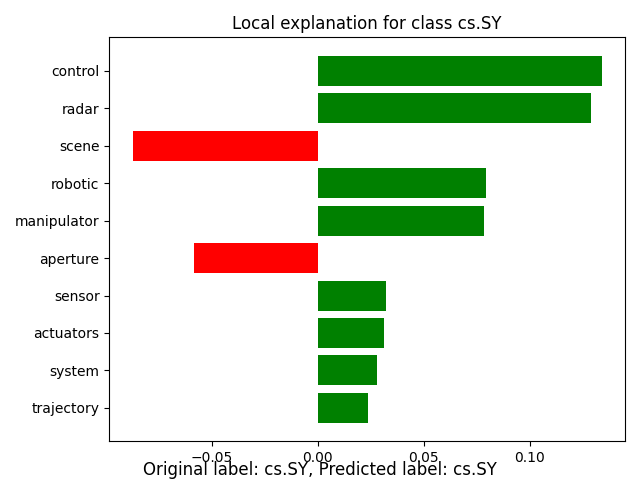 Local explanation for class cs.SY
control
radar
scene
robotic
manipulator
aperture
sensor
actuators
system
trajectory
−0.05 0.00 0.05 0.10
Original label: cs.SY, Predicted label: cs.SY